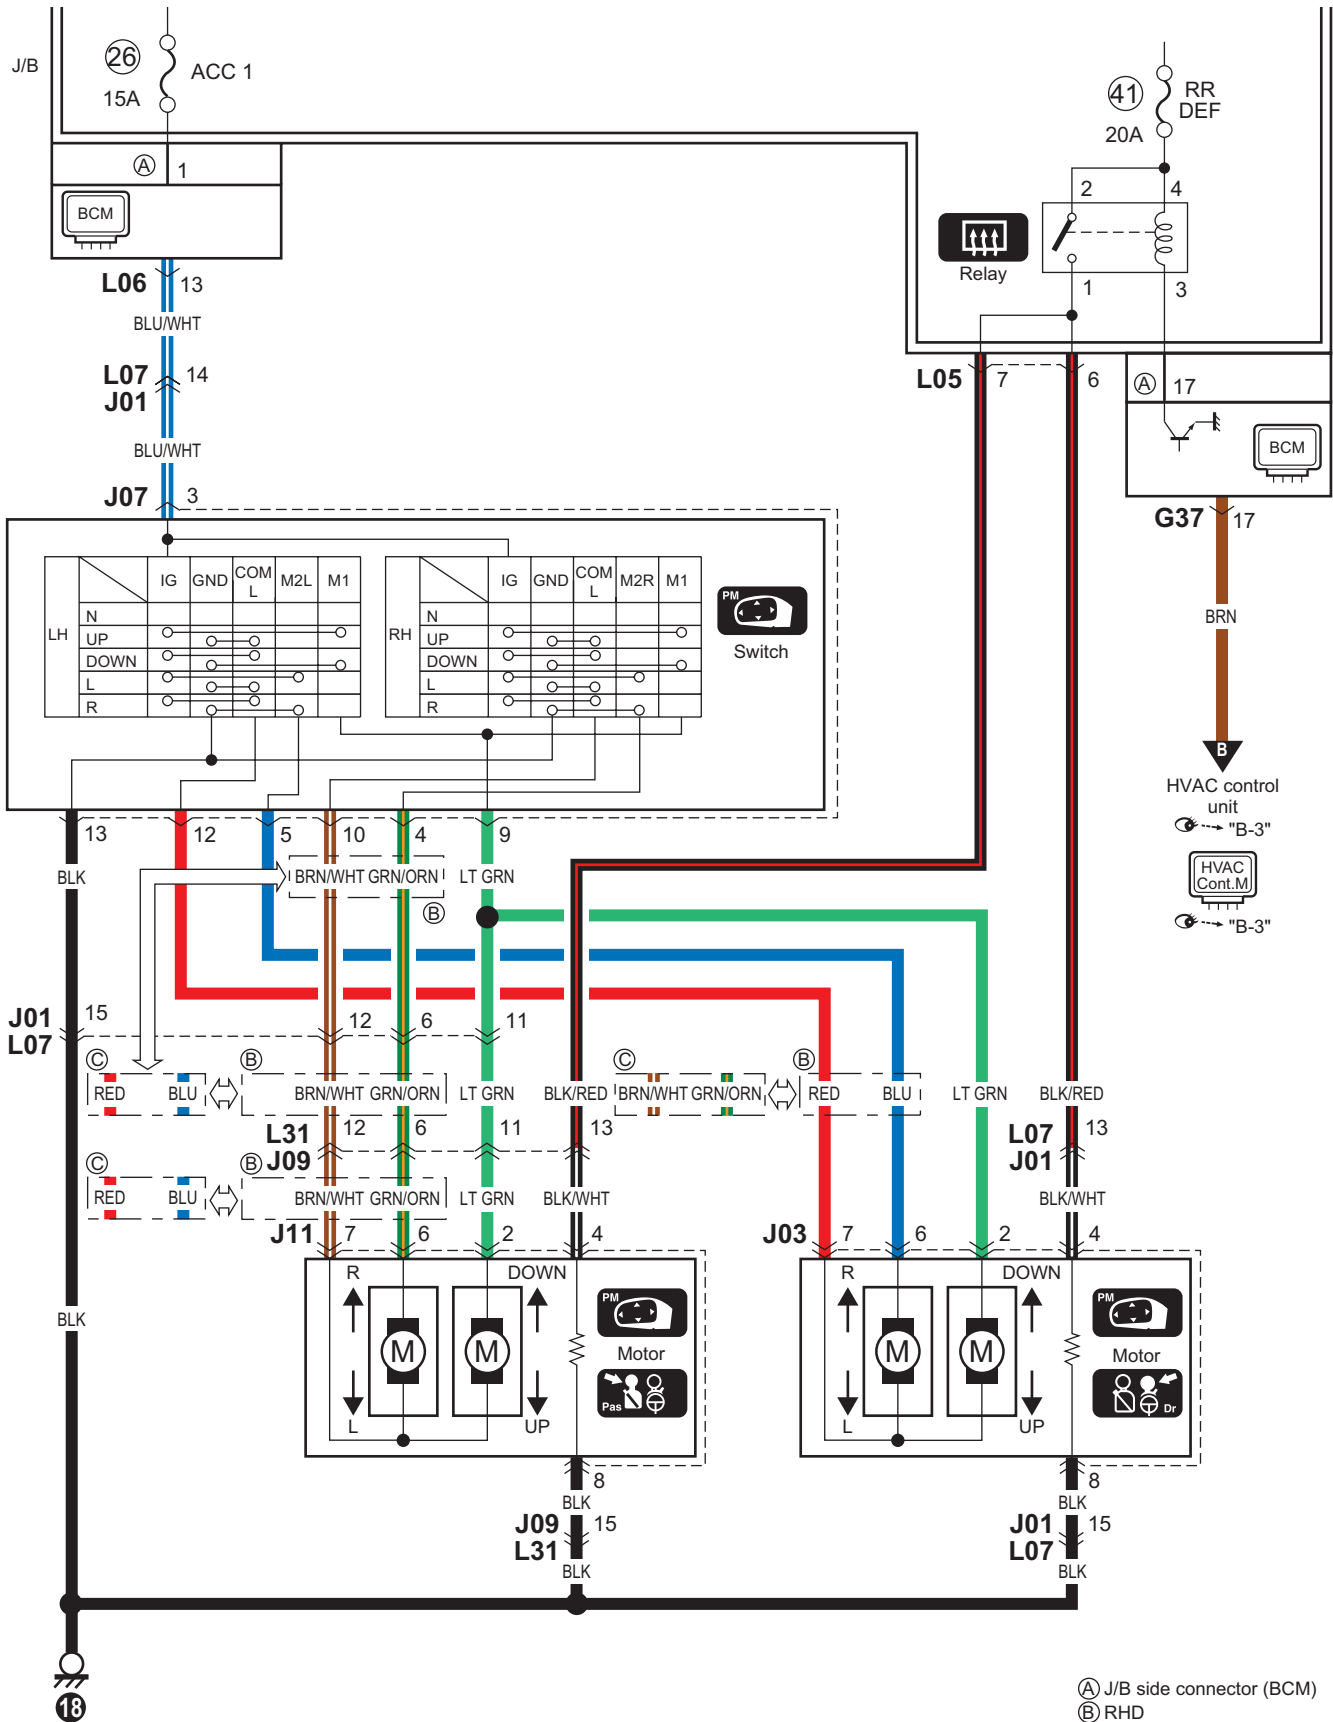 J/B
26
15A
ACC 1
41
20A
RR
DEF
A
1
BCM
2
4
Relay
1
3
L06
13
BLU/WHT
L07
14
J01
BLU/WHT
J07
3
L05
7
6
A
17
BCM
G37
17
BRN
B
HVAC control
unit
"B-3"
HVAC
Cont.M
"B-3"
LH
IG
GND
COM
L
M2L
M1
N
UP
DOWN
L
R
RH
IG
GND
COM
L
M2R
M1
N
UP
DOWN
L
R
PM
Switch
13
12
5
10
4
9
BLK
BRN/WHT
GRN/ORN
LT GRN
B
J01
15
L07
12
6
11
C
RED
BLU
B
BRN/WHT
GRN/ORN
LT GRN
BLK/RED
C
BRN/WHT
GRN/ORN
B
RED
BLU
LT GRN
BLK/RED
L31
12
6
11
13
J09
L07
13
J01
C
RED
BLU
B
BRN/WHT
GRN/ORN
LT GRN
BLK/WHT
BLK/WHT
J11
7
6
2
4
J03
7
6
2
4
R
DOWN
M
M
L
UP
PM
Motor
Pas
R
DOWN
M
M
L
UP
PM
Motor
Dr
BLK
8
BLK
J09
15
L31
BLK
8
BLK
J01
15
L07
BLK
18
A J/B side connector (BCM)
B RHD